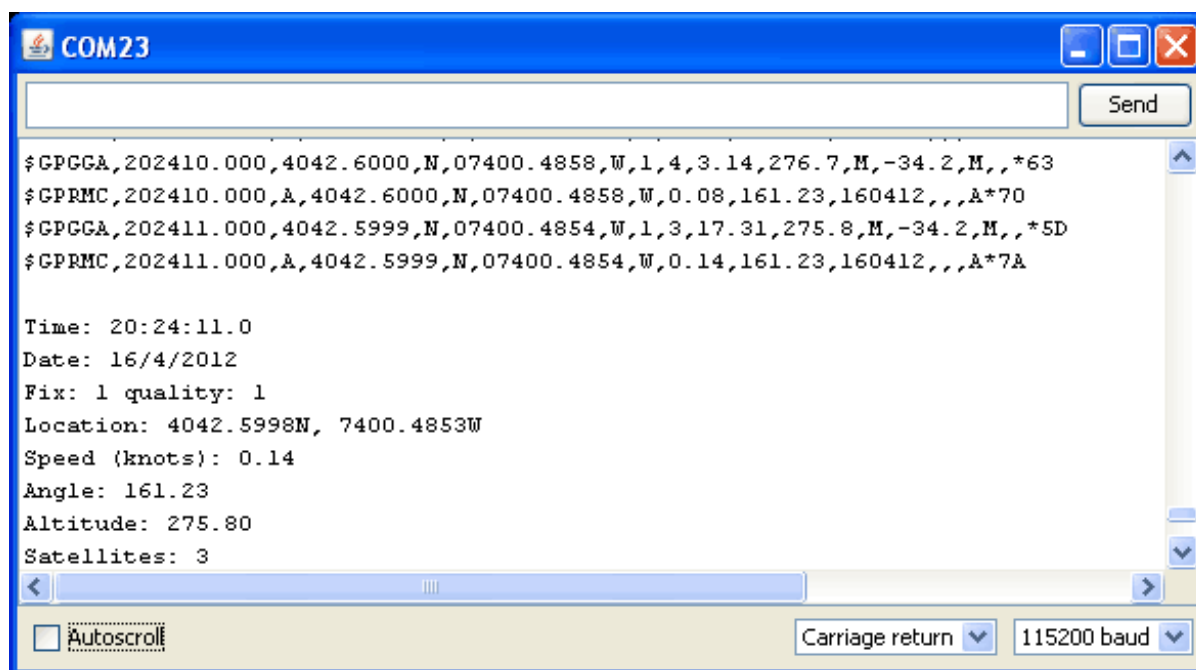 COM23
Send
$GPGGA,202410.000,4042.6000,N,07400.4858,W,1,4,3.14,276.7,M,-34.2,M,,*63
$GPRMC,202410.000,A,4042.6000,N,07400.4858,W,0.08,161.23,160412,,,A*70
$GPGGA,202411.000,4042.5999,N,07400.4854,W,1,3,17.31,275.8,M,-34.2,M,,*5D
$GPRMC,202411.000,A,4042.5999,N,07400.4854,W,0.14,161.23,160412,,,A*7A
Time: 20:24:11.0
Date: 16/4/2012
Fix: 1 quality: 1
Location: 4042.5998N, 7400.4853W
Speed (knots): 0.14
Angle: 161.23
Altitude: 275.80
Satellites: 3
Autoscroll
Carriage return
115200 baud